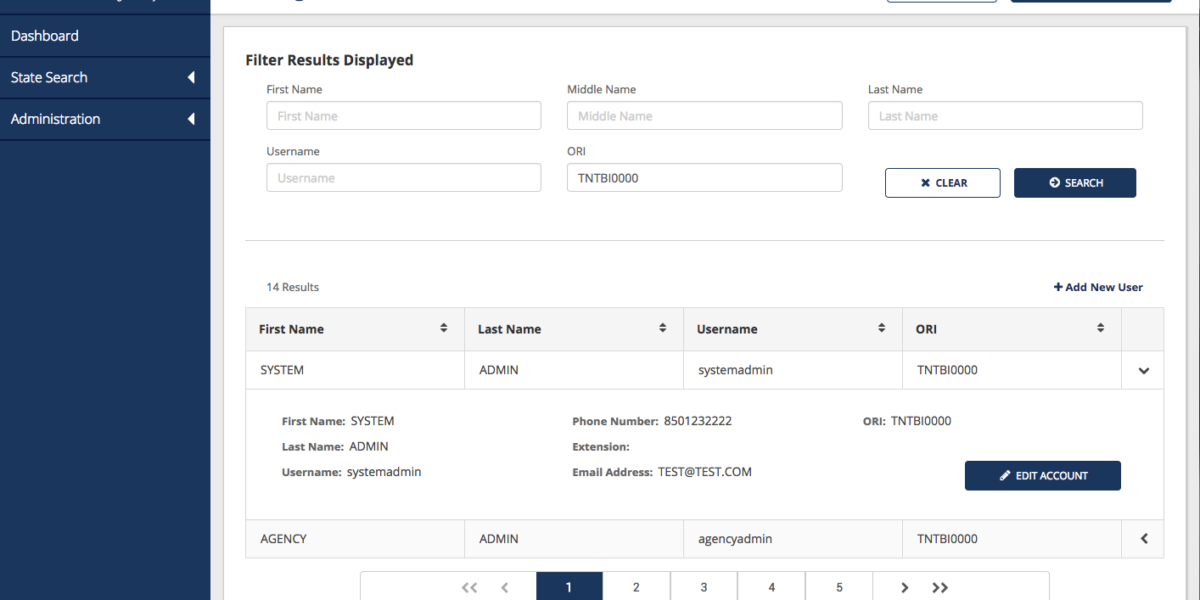 Dashboard
State Search
Administration
Filter Results Displayed
First Name Middle Name Last Name
First Name Middle Name Last Name
Username ORI
Username TNTBI0000 CLEAR SEARCH
14 Results Add New User
First Name Last Name Username ORI
SYSTEM ADMIN systemadmin TNTBI0000
First Name: SYSTEM Phone Number: 8501232222 ORI: TNTBI0000
Last Name: ADMIN Extension:
Username: systemadmin Email Address: TEST@TEST.COM
EDIT ACCOUNT
AGENCY ADMIN agencyadmin TNTBI0000
1 2 3 4 5